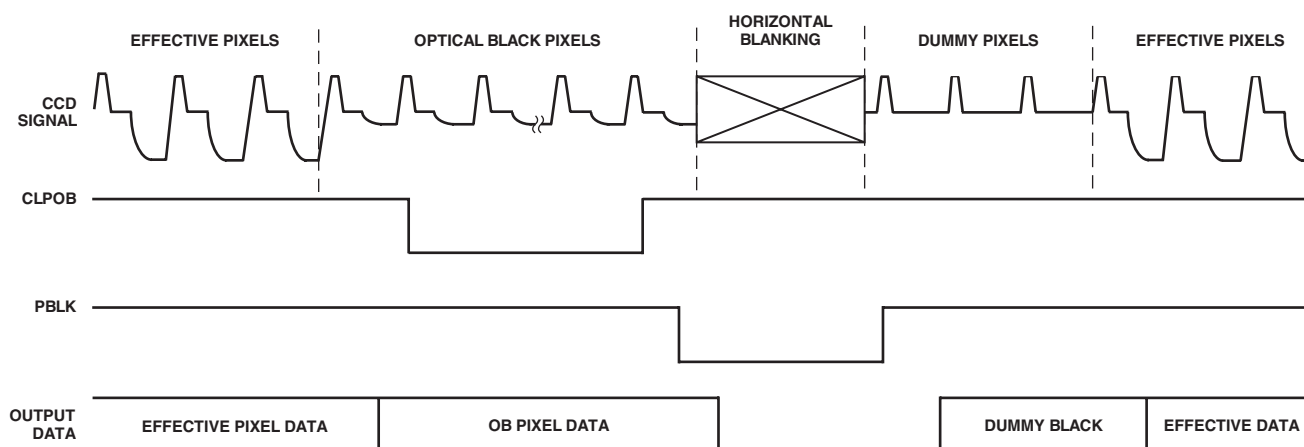 EFFECTIVE PIXELS
OPTICAL BLACK PIXELS
HORIZONTAL
BLANKING
DUMMY PIXELS
EFFECTIVE PIXELS
CCD
SIGNAL
CLPOB
PBLK
OUTPUT
DATA
EFFECTIVE PIXEL DATA
OB PIXEL DATA
DUMMY BLACK
EFFECTIVE DATA